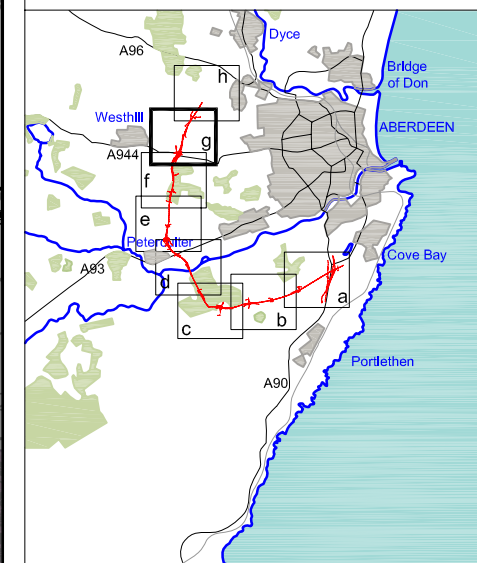 Dyce
A96
Bridge
of Don
h
Westhill
ABERDEEN
g
A944
f
e
Peterculter
Cove Bay
A93
d
a
c
b
Portlethen
A90